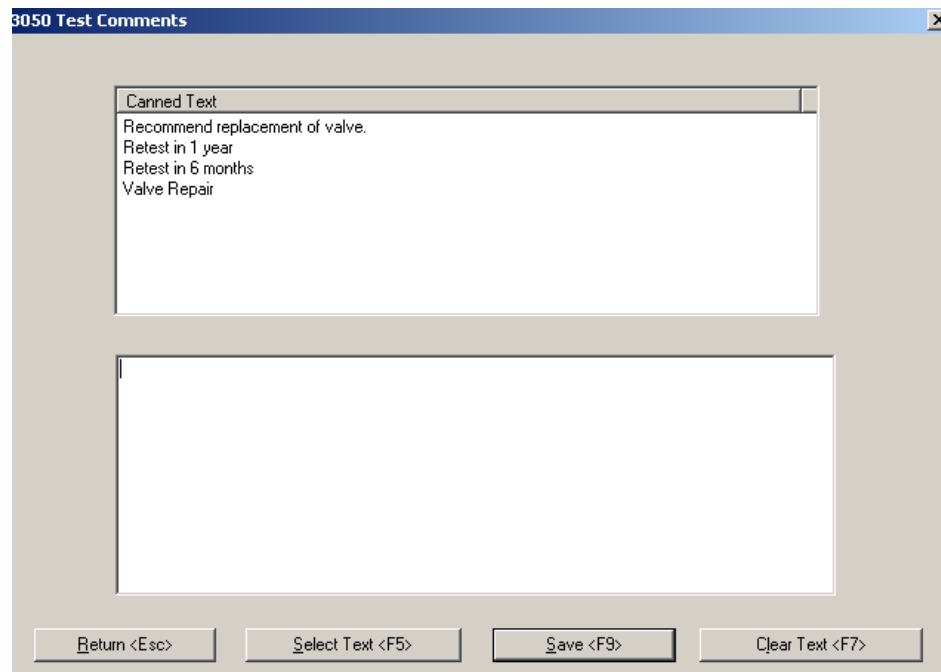 3050 Test Comments
Canned Text
Recommend replacement of valve.
Retest in 1 year
Retest in 6 months
Valve Repair
Return <Esc> Select Text <F5> Save <F9> Clear Text <F7>